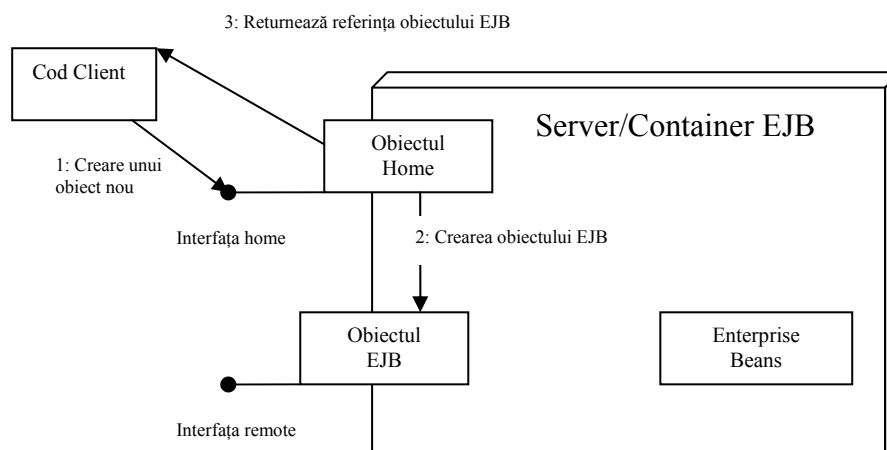 3: Returnează referința obiectului EJB
Cod Client
Server/Container EJB
Obiectul
Home
1: Creare unui
obiect nou
Interfața home
2: Crearea obiectului EJB
Obiectul
EJB
Enterprise
Beans
Interfața remote